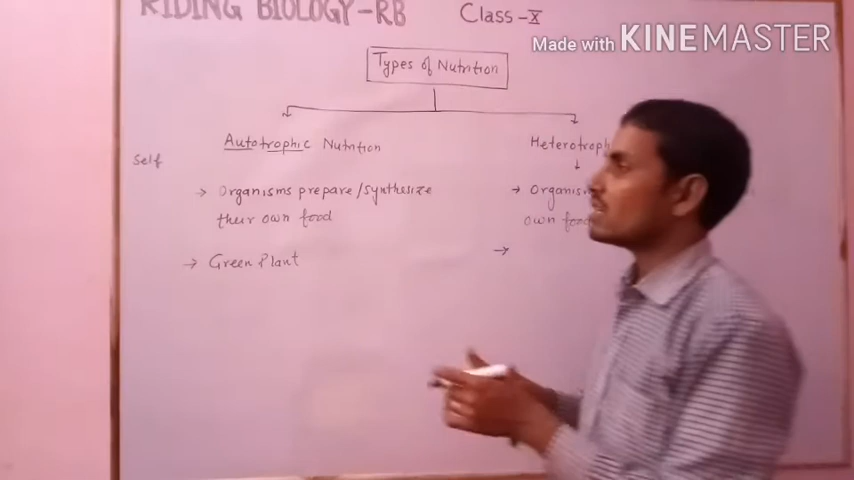 RIDING BIOLOGY-RB
Class-X
Made with KINEMASTER
Types of Nutrition
Autotrophic Nutrition
Heterotroph
Self
→ Organisms prepare/synthesize
their own food
→ Organis
own food
→ Green Plant
→